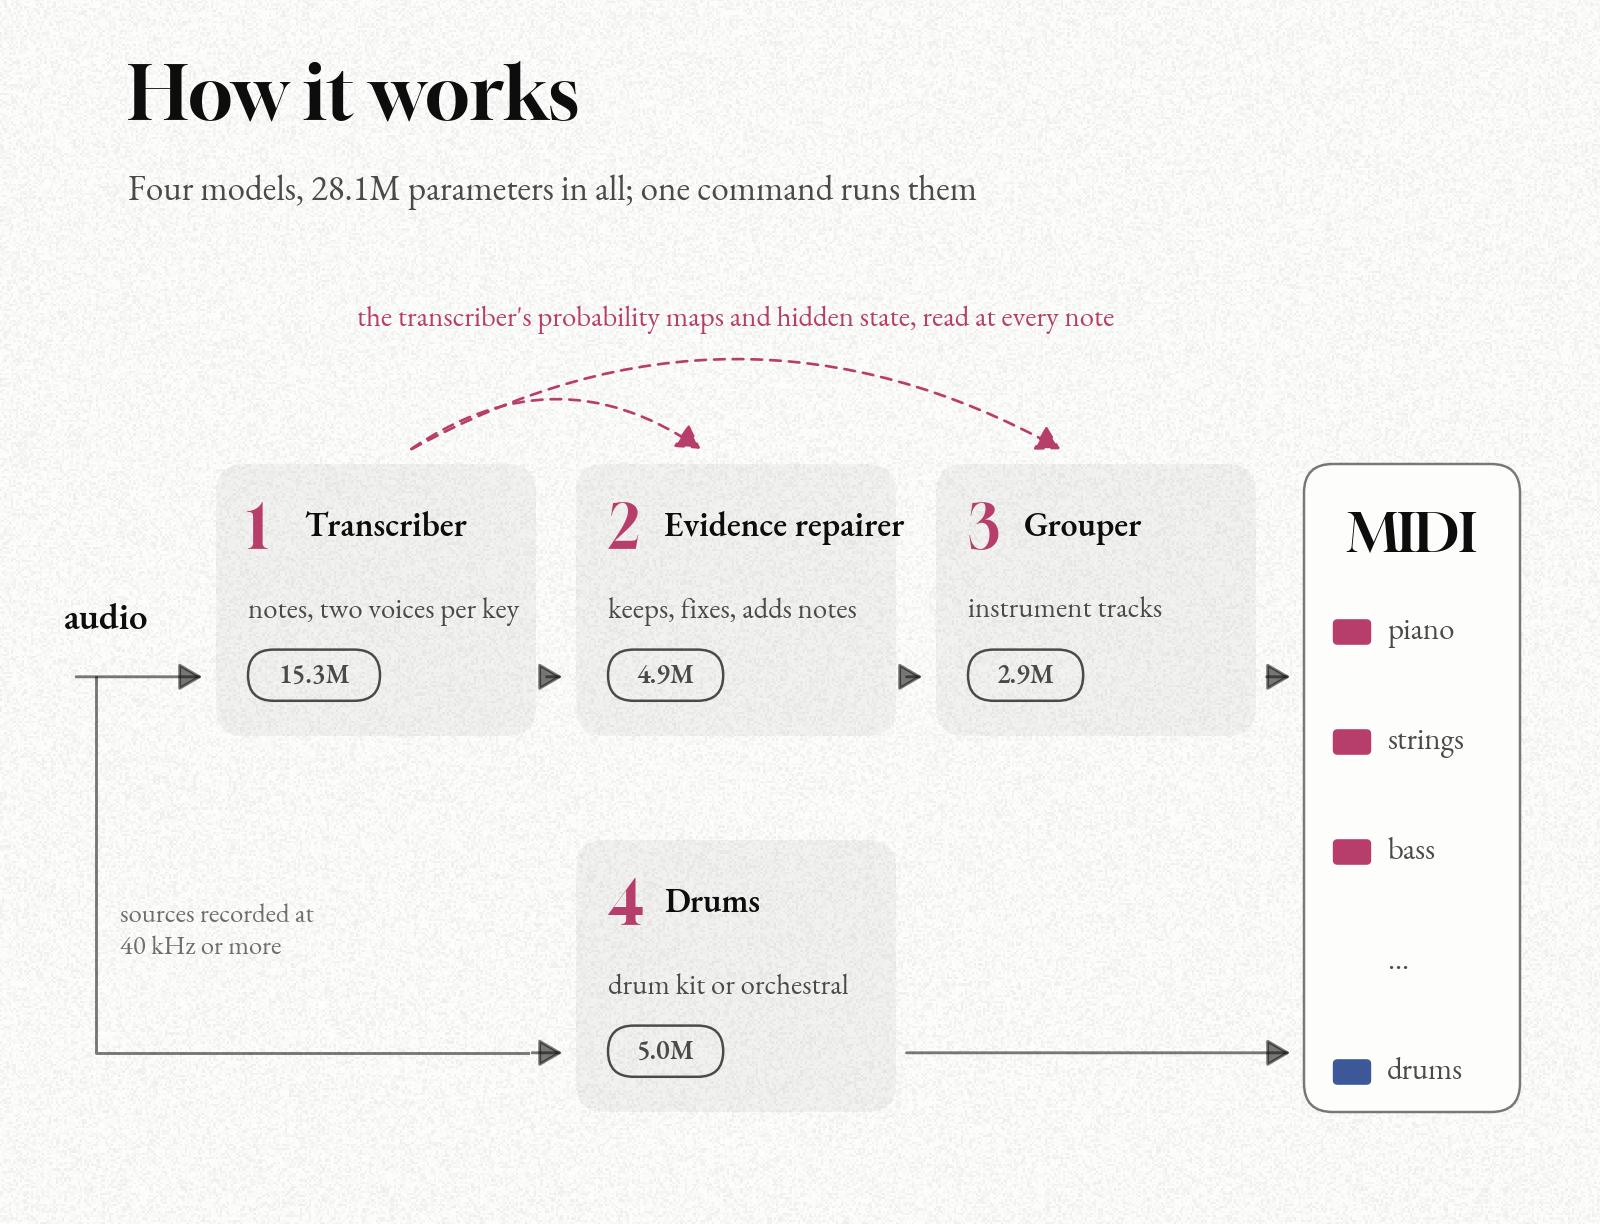 How it works
Four models, 28.1M parameters in all; one command runs them
the transcriber's probability maps and hidden state, read at every note
audio
1 Transcriber
notes, two voices per key
15.3M
2 Evidence repairer
keeps, fixes, adds notes
4.9M
3 Grouper
instrument tracks
2.9M
sources recorded at
40 kHz or more
4 Drums
drum kit or orchestral
5.0M
MIDI
piano
strings
bass
...
drums